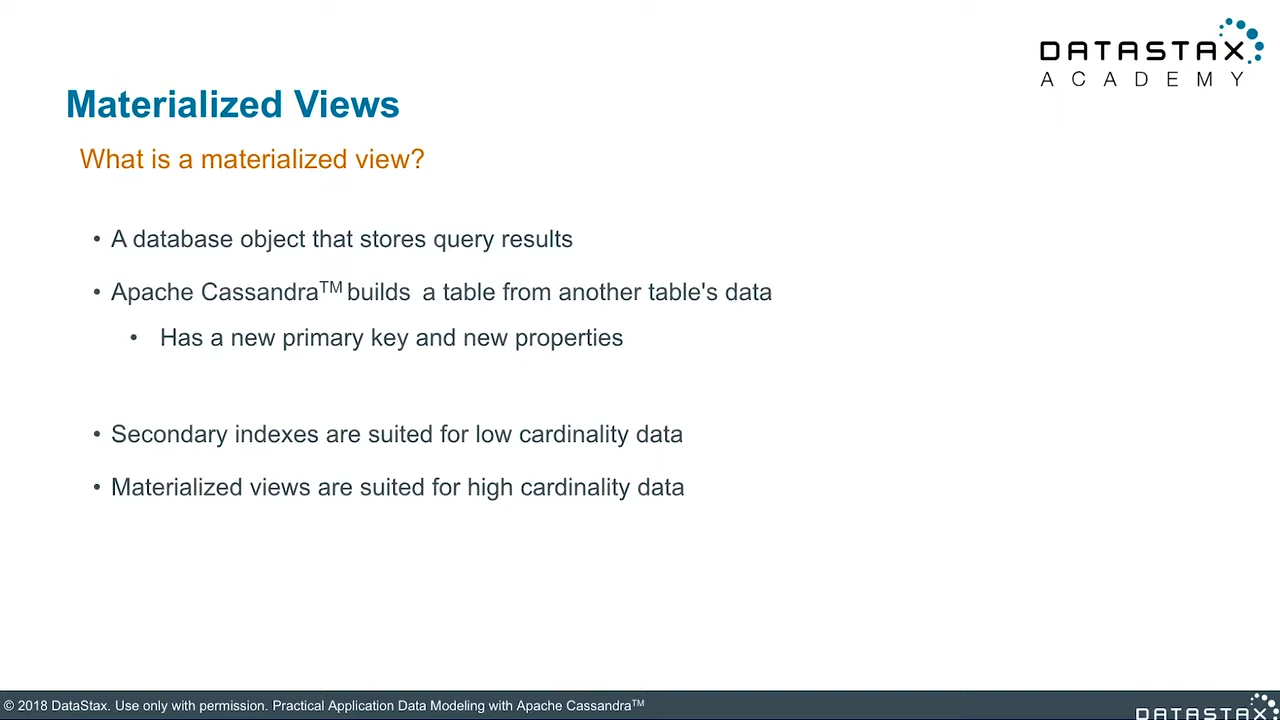 DATASTAX
ACADEMY
Materialized Views
What is a materialized view?
• A database object that stores query results
• Apache Cassandra™ builds a table from another table's data
• Has a new primary key and new properties
• Secondary indexes are suited for low cardinality data
• Materialized views are suited for high cardinality data
© 2018 DataStax. Use only with permission. Practical Application Data Modeling with Apache Cassandra™
DATASTAX